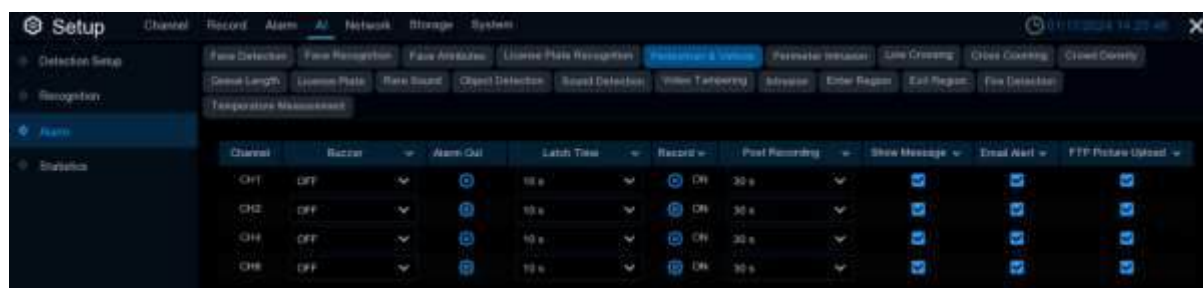 Setup Channel Record Alarm AI Network Storage System
Detection Setup
Recognition
Alarm
Statistics
Face Detection Face Recognition Face Attributes License Plate Recognition Pedestrian & Vehicle Perimeter Intrusion Line Crossing Cross Counting Crowd Density
Queue Length License Plate Rare Sound Object Detection Sound Detection Video Tampering Intrusion Enter Region Exit Region Fire Detection
Temperature Measurement
Channel Buzzer Alarm Out Latch Time Record Post Recording Show Message Email Alert FTP Picture Upload
CH1 OFF 10 s ON 30 s
CH2 OFF 10 s ON 30 s
CH4 OFF 10 s ON 30 s
OFF 10 s ON 30 s